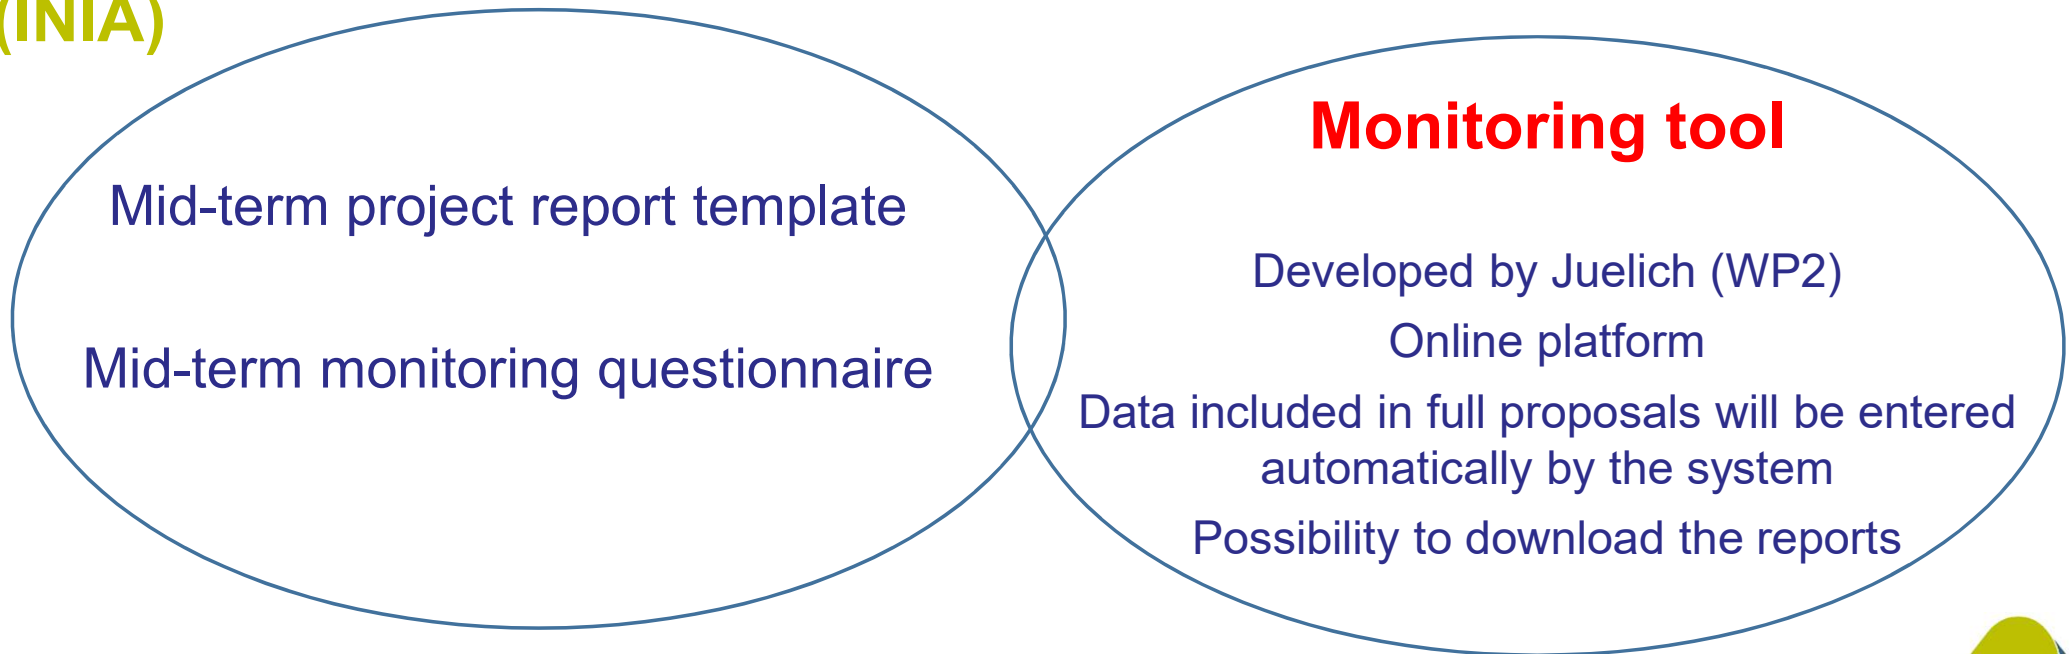 (INIA)
Mid-term project report template
Mid-term monitoring questionnaire
Monitoring tool
Developed by Juelich (WP2)
Online platform
Data included in full proposals will be entered
automatically by the system
Possibility to download the reports